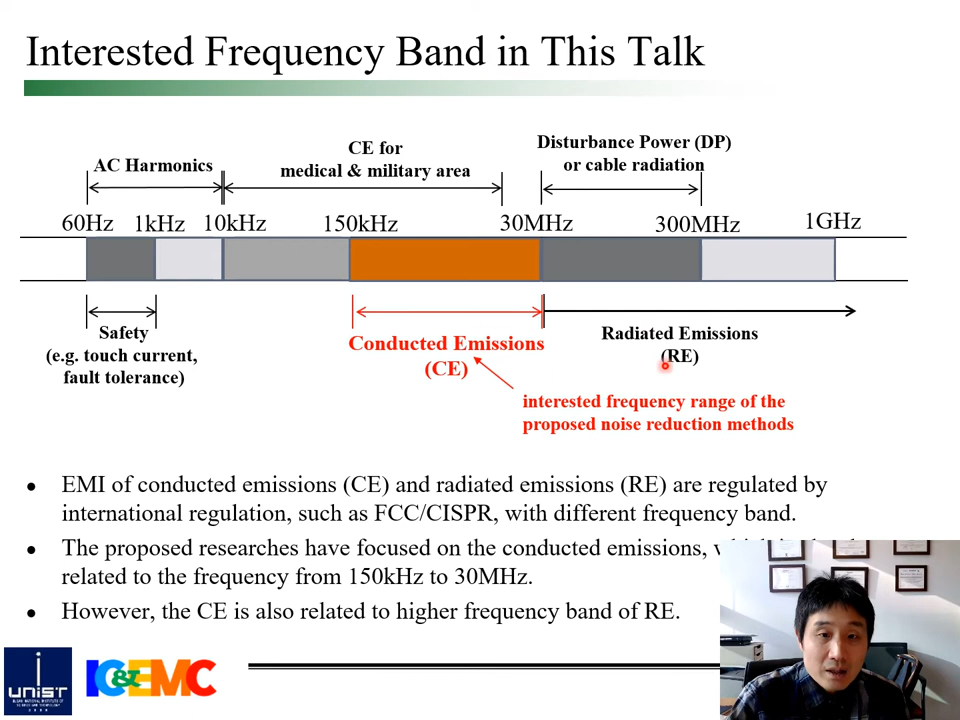 Interested Frequency Band in This Talk
AC Harmonics
CE for
medical & military area
Disturbance Power (DP)
or cable radiation
60Hz 1kHz 10kHz 150kHz 30MHz 300MHz 1GHz
Safety
(e.g. touch current,
fault tolerance)
Conducted Emissions
(CE)
Radiated Emissions
(RE)
interested frequency range of the
proposed noise reduction methods
• EMI of conducted emissions (CE) and radiated emissions (RE) are regulated by
international regulation, such as FCC/CISPR, with different frequency band.
• The proposed researches have focused on the conducted emissions,
related to the frequency from 150kHz to 30MHz.
• However, the CE is also related to higher frequency band of RE.
UNIST
IC&EMC